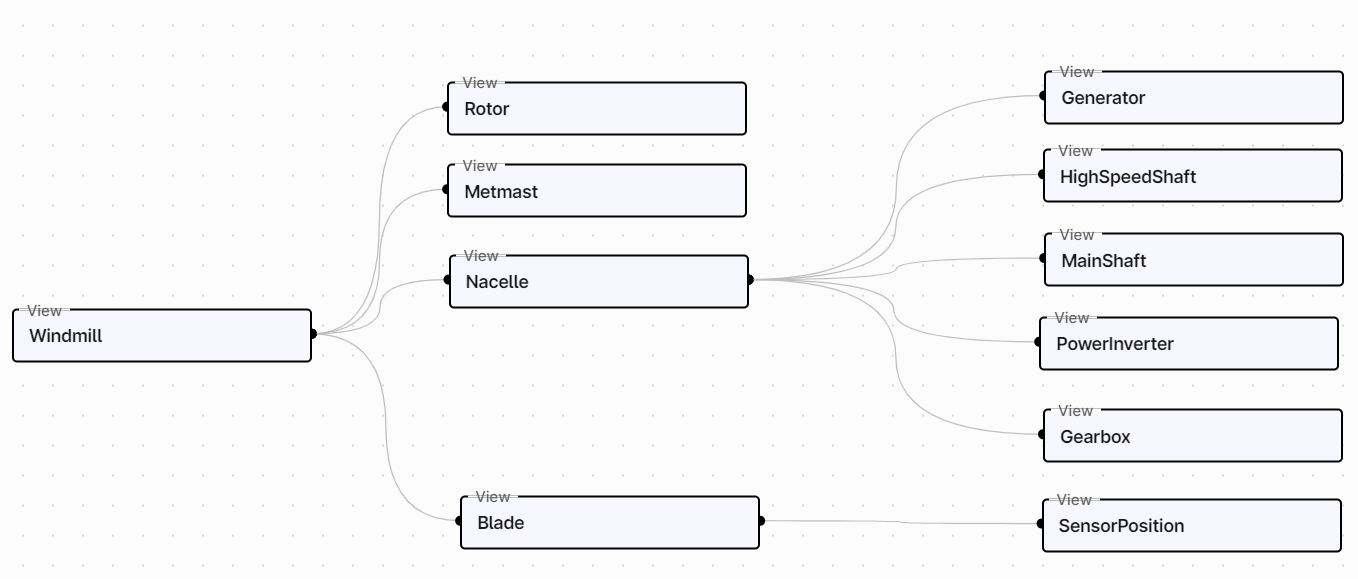 View
Windmill
View
Rotor
View
Metmast
View
Nacelle
View
Blade
View
Generator
View
HighSpeedShaft
View
MainShaft
View
PowerInverter
View
Gearbox
View
SensorPosition